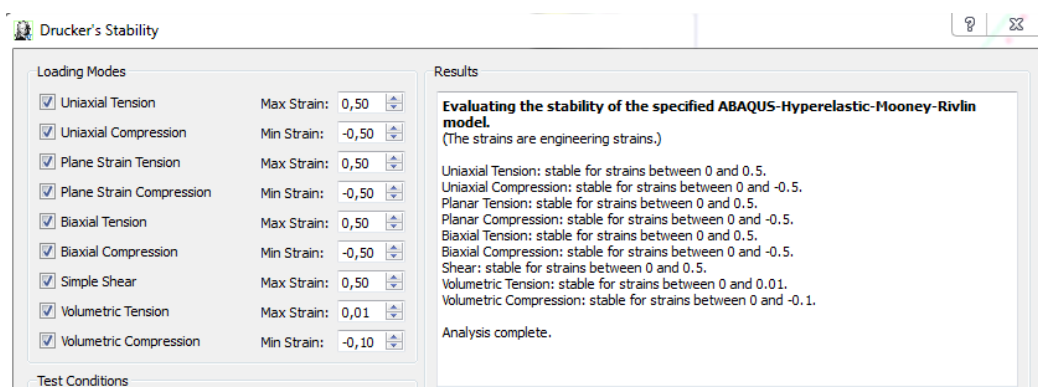 Drucker's Stability
?
Loading Modes
Uniaxial Tension Max Strain: 0,50
Uniaxial Compression Min Strain: -0,50
Plane Strain Tension Max Strain: 0,50
Plane Strain Compression Min Strain: -0,50
Biaxial Tension Max Strain: 0,50
Biaxial Compression Min Strain: -0,50
Simple Shear Max Strain: 0,50
Volumetric Tension Max Strain: 0,01
Volumetric Compression Min Strain: -0,10
Test Conditions
Results
Evaluating the stability of the specified ABAQUS-Hyperelastic-Mooney-Rivlin
model.
(The strains are engineering strains.)
Uniaxial Tension: stable for strains between 0 and 0.5.
Uniaxial Compression: stable for strains between 0 and -0.5.
Planar Tension: stable for strains between 0 and 0.5.
Planar Compression: stable for strains between 0 and -0.5.
Biaxial Tension: stable for strains between 0 and 0.5.
Biaxial Compression: stable for strains between 0 and -0.5.
Shear: stable for strains between 0 and 0.5.
Volumetric Tension: stable for strains between 0 and 0.01.
Volumetric Compression: stable for strains between 0 and -0.1.
Analysis complete.